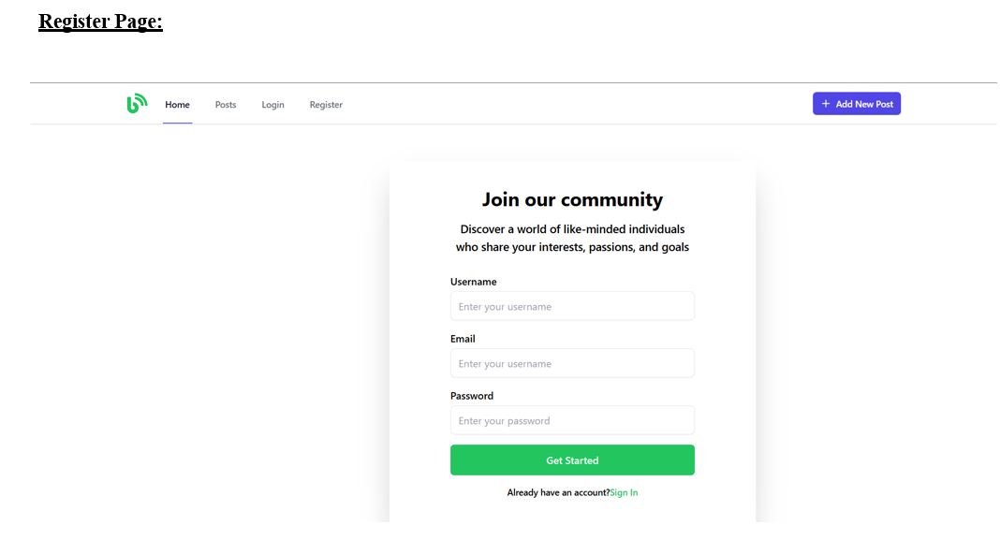 Register Page:
Home Posts Login Register + Add New Post
Join our community
Discover a world of like-minded individuals
who share your interests, passions, and goals
Username
Enter your username
Email
Enter your username
Password
Enter your password
Get Started
Already have an account?Sign In